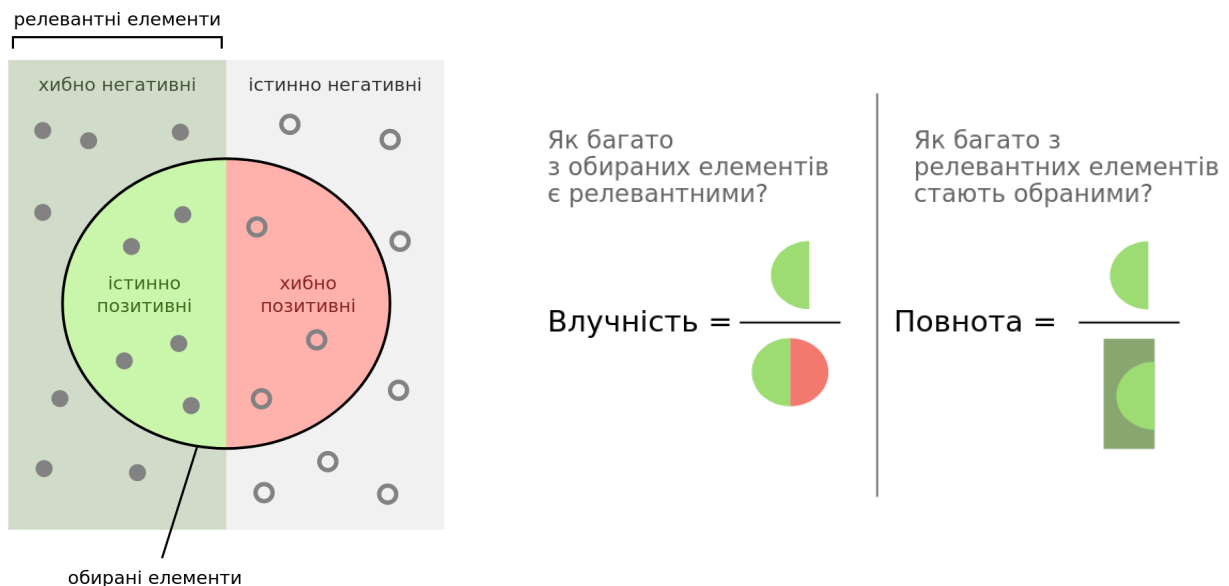 релевантні елементи
хибно негативні
істинно негативні
істинно
позитивні
хибно
позитивні
обирані елементи
Як багато
з обираних елементів
є релевантними?
Влучність =
Як багато з
релевантних елементів
стають обраними?
Повнота =